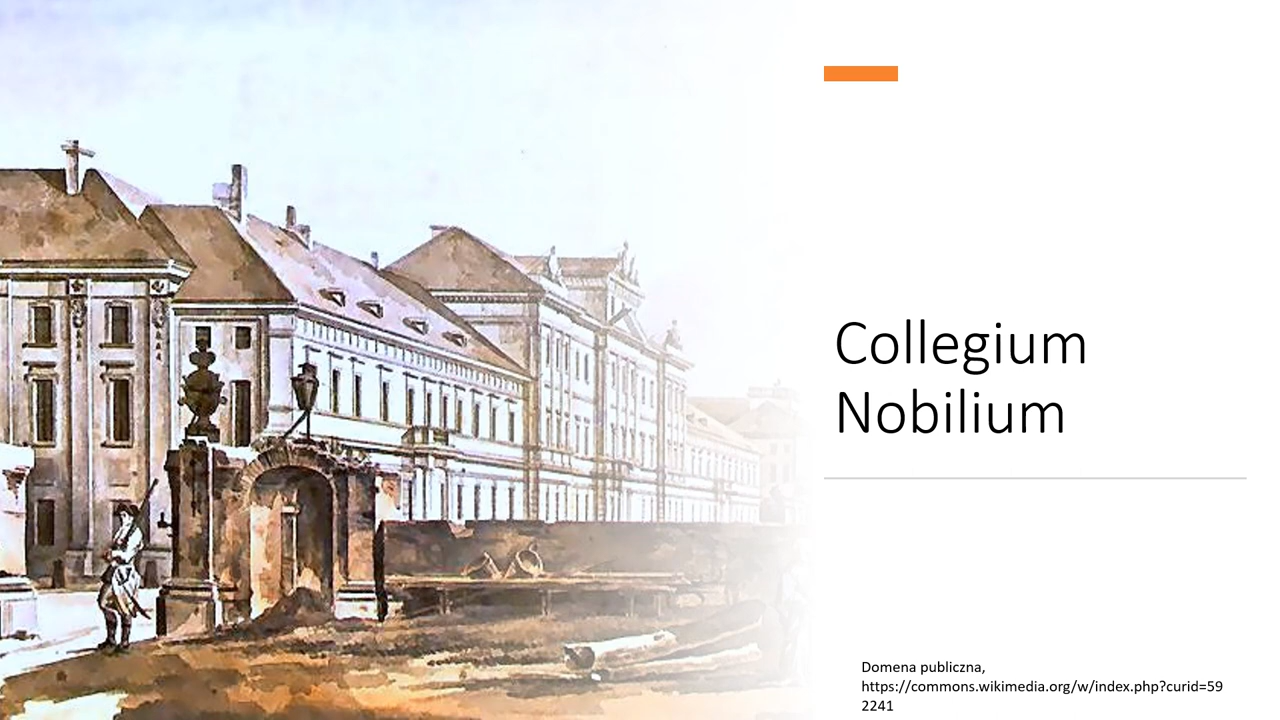 Collegium
Nobilium
Domena publiczna,
https://commons.wikimedia.org/w/index.php?curid=59
2241